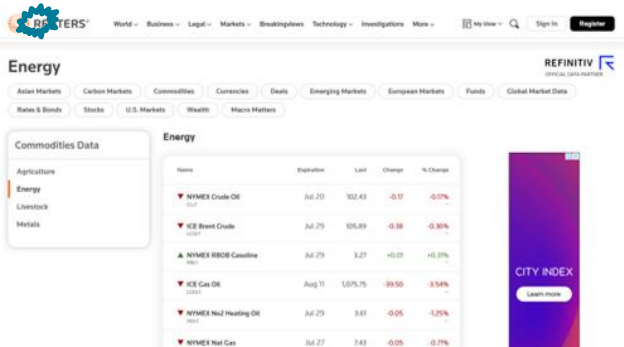 REUTERS
World Business Legal Markets Breakingviews Technology Investigations More My View Sign In Register
Energy
REFINITIV
OFFICIAL DATA PARTNER
Asian Markets Carbon Markets Commodities Currencies Deals Emerging Markets European Markets Funds Global Market Data
Rates & Bonds Stocks U.S. Markets Wealth Macro Matters
Commodities Data
Agriculture
Energy
Livestock
Metals
Energy
Name Expiration Last Change % Change
NYMEX Crude Oil Jul 20 102.43 -0.17 -0.17%
ICE Brent Crude Jul 29 105.89 -0.38 -0.36%
NYMEX RBOB Gasoline Jul 29 3.27 +0.01 +0.31%
ICE Gas Oil Aug 11 1,075.75 -39.50 -3.54%
NYMEX No2 Heating Oil Jul 29 3.61 -0.05 -1.25%
NYMEX Nat Gas Jul 27 7.43 -0.05 -0.71%
CITY INDEX
Learn more